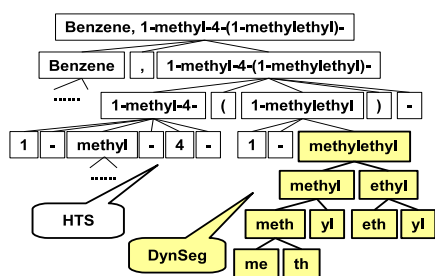 Benzene, 1-methyl-4-(1-methylethyl)-
Benzene , 1-methyl-4-(1-methylethyl)-
...... 1-methyl-4- ( 1-methylethyl ) -
1 - methyl - 4 - 1 - methylethyl
...... methyl ethyl
HTS meth yl eth yl
DynSeg me th